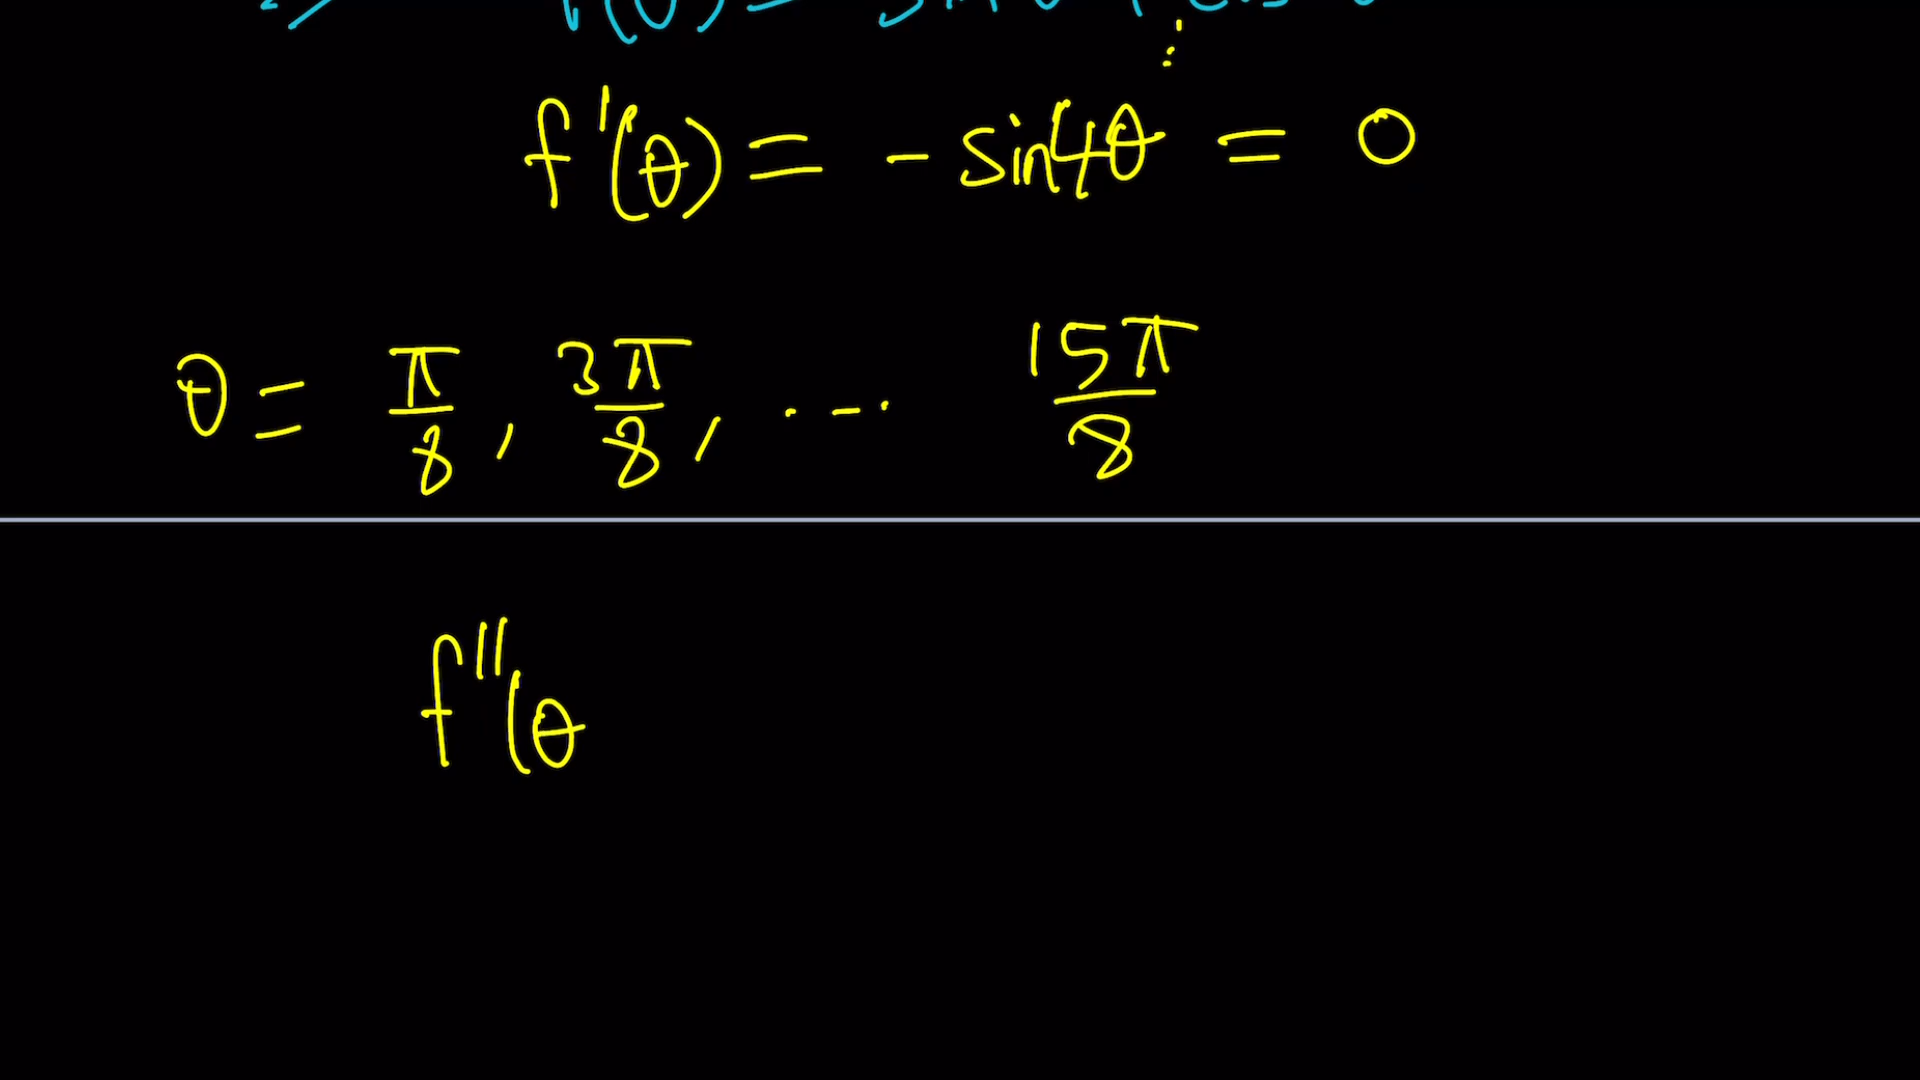 f'(θ) = - sin4θ = 0
θ = π/8, 3π/8, ... 15π/8
f''(θ